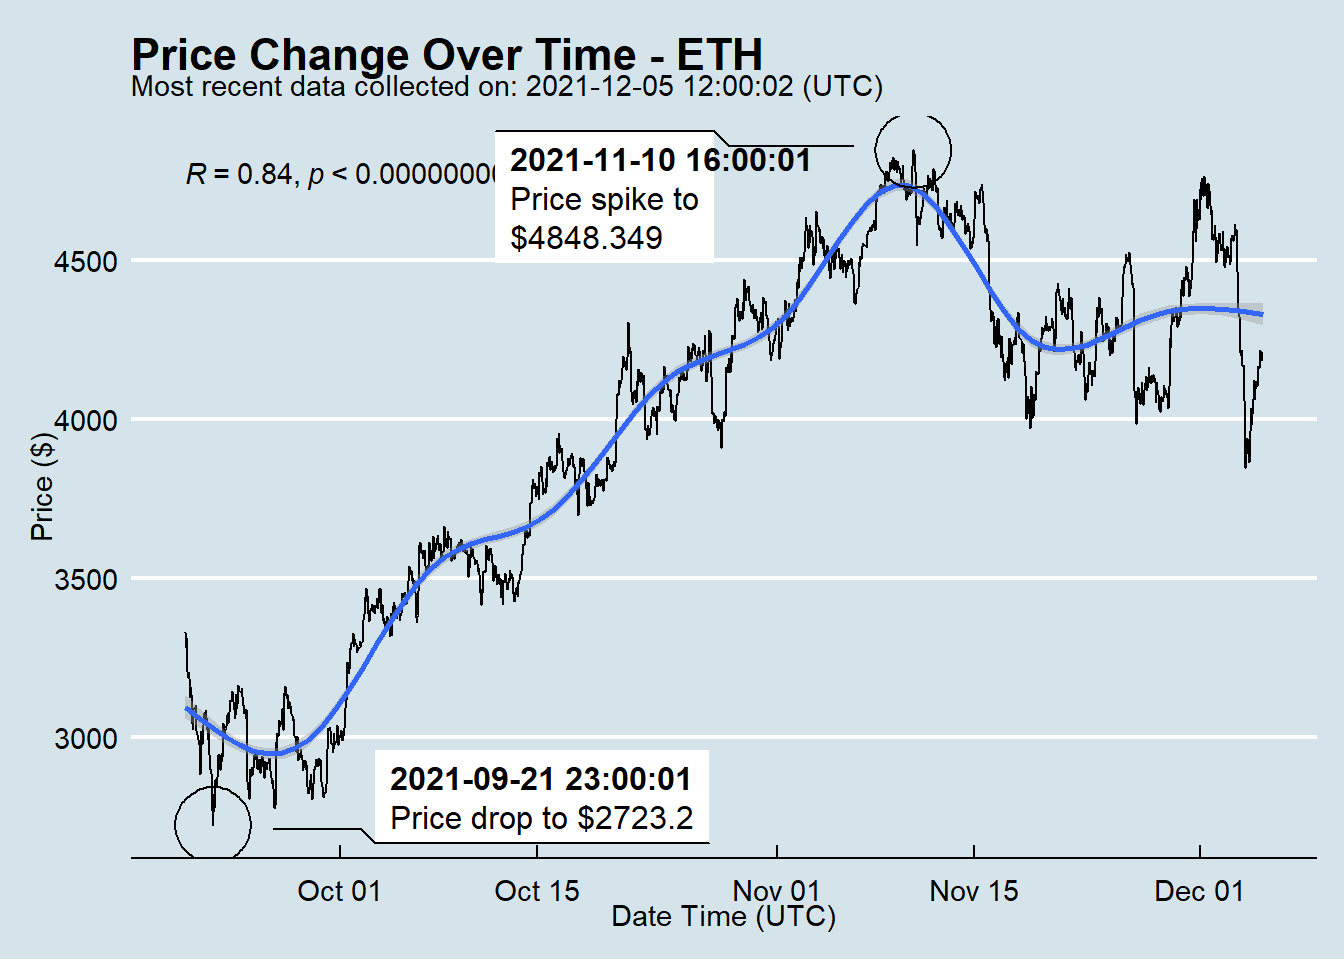 Price Change Over Time - ETH
Most recent data collected on: 2021-12-05 12:00:02 (UTC)
R = 0.84, p < 0.0000000
2021-11-10 16:00:01
Price spike to
$4848.349
4500
4000
3500
3000
Price ($)
2021-09-21 23:00:01
Price drop to $2723.2
Oct 01
Oct 15
Nov 01
Nov 15
Dec 01
Date Time (UTC)